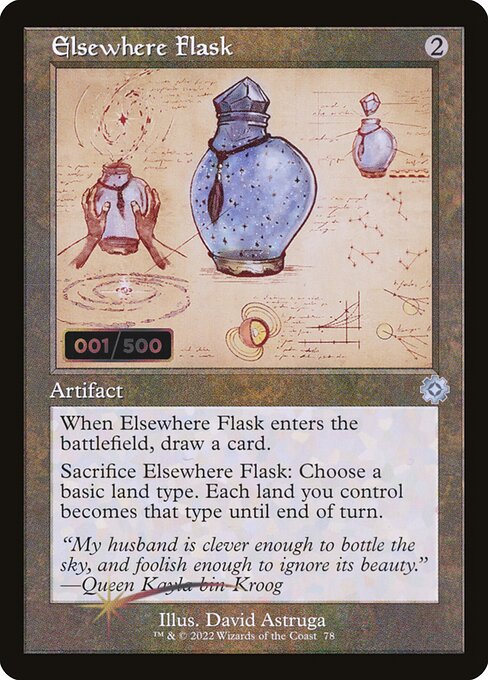 Elsewhere Flask 2
001/500
Artifact
When Elsewhere Flask enters the
battlefield, draw a card.
Sacrifice Elsewhere Flask: Choose a
basic land type. Each land you control
becomes that type until end of turn.
“My husband is clever enough to bottle the
sky, and foolish enough to ignore its beauty.”
—Queen Kayla bin-Kroog
Illus. David Astruga
™ & © 2022 Wizards of the Coast 78